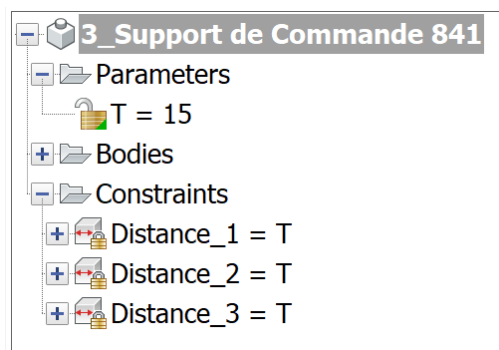 3_Support de Commande 841
Parameters
T = 15
Bodies
Constraints
Distance_1 = T
Distance_2 = T
Distance_3 = T